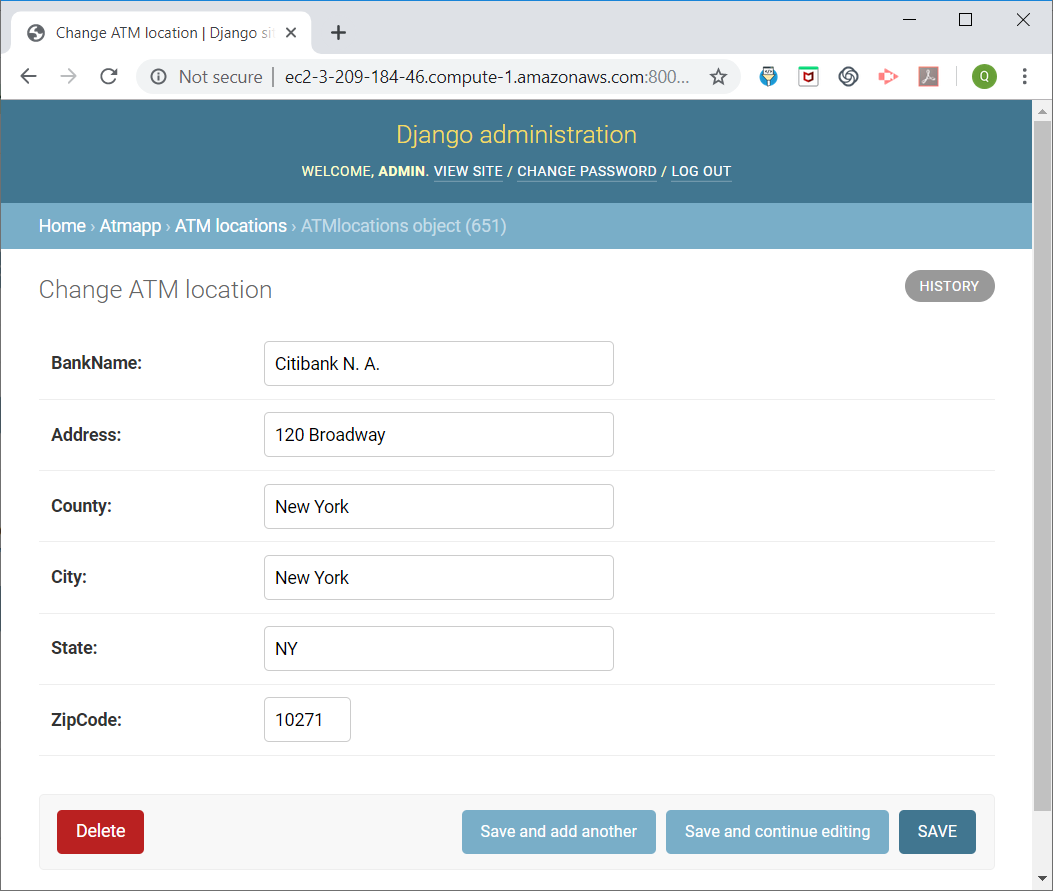 Change ATM location | Django sit
Not secure | ec2-3-209-184-46.compute-1.amazonaws.com:800...
Q
Django administration
WELCOME, ADMIN. VIEW SITE / CHANGE PASSWORD / LOG OUT
Home › Atmapp › ATM locations › ATMlocations object (651)
Change ATM location
HISTORY
BankName: Citibank N. A.
Address: 120 Broadway
County: New York
City: New York
State: NY
ZipCode: 10271
Delete Save and add another Save and continue editing SAVE